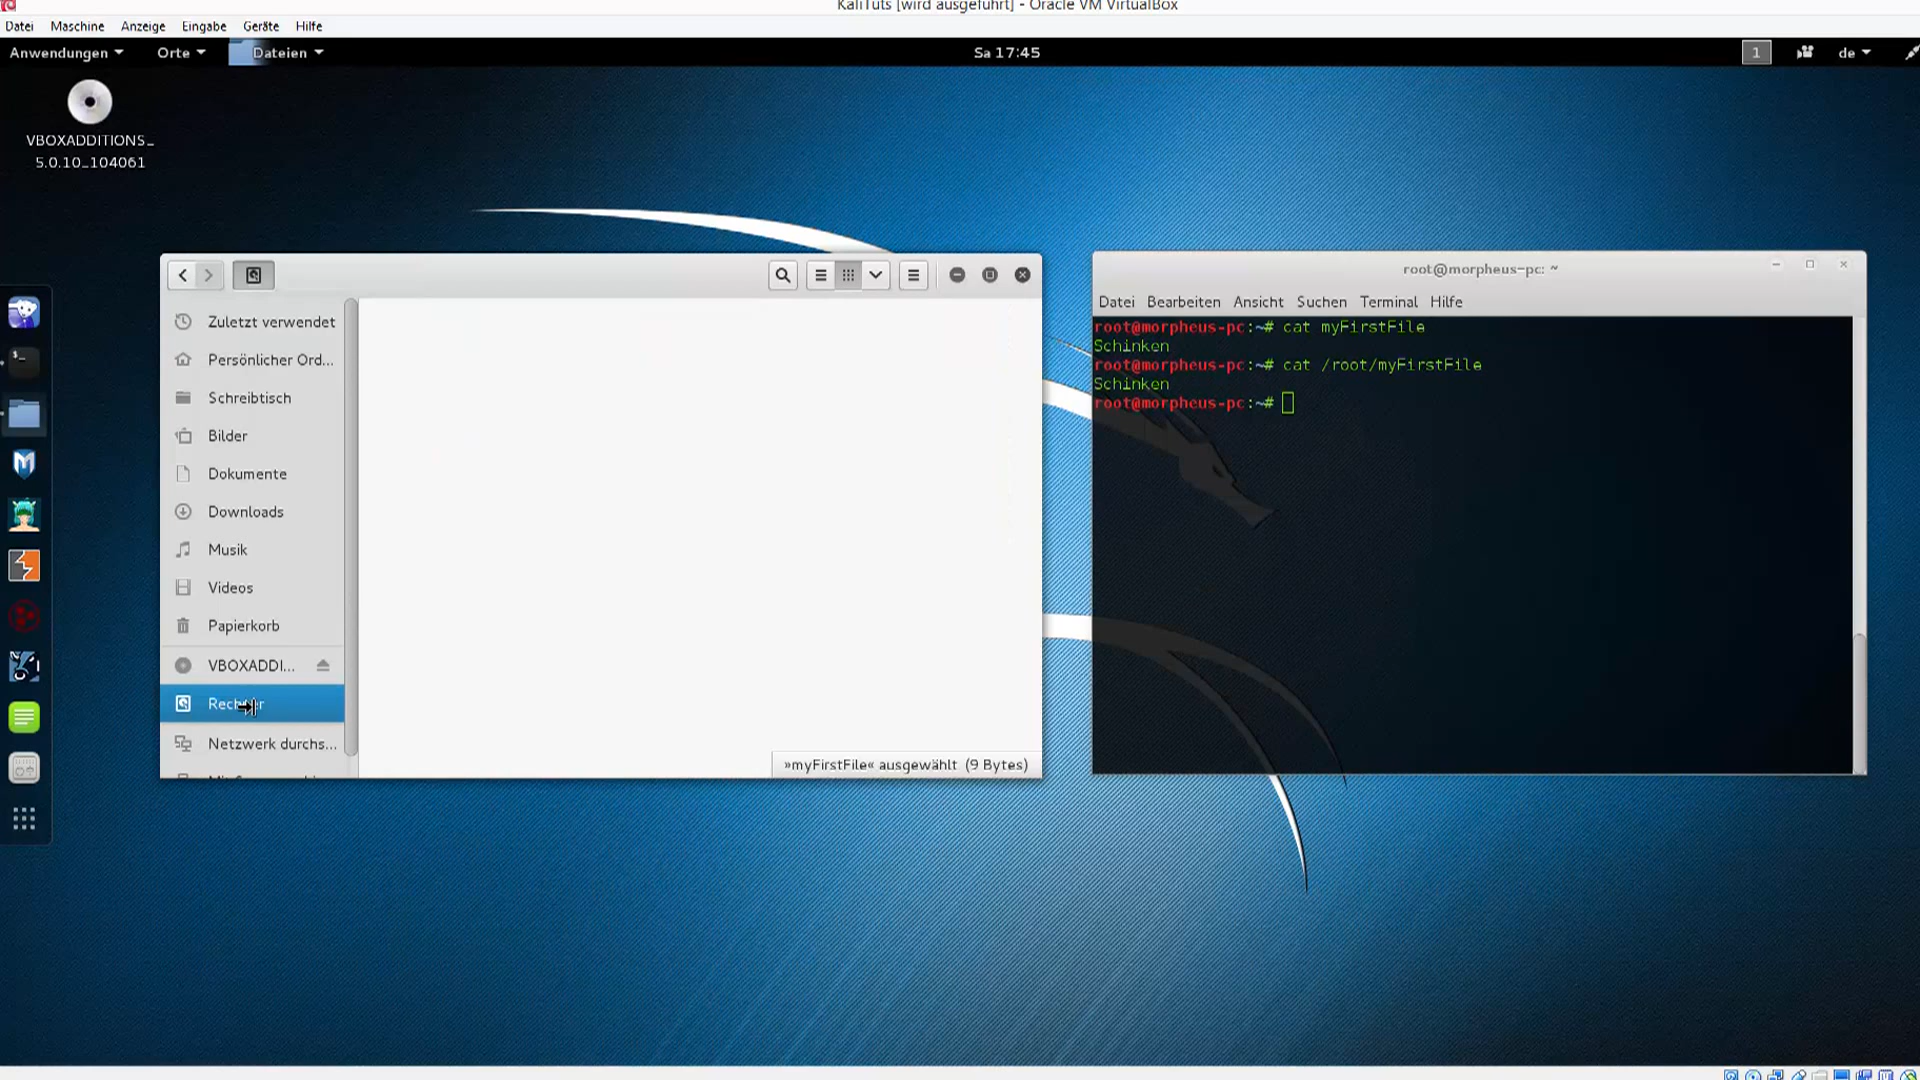 KaliTuts [wird ausgeführt] - Oracle VM VirtualBox
Datei Maschine Anzeige Eingabe Geräte Hilfe
Anwendungen Orte Dateien Sa 17:45 1 de
VBOXADDITIONS_
5.0.10_104061
Zuletzt verwendet
Persönlicher Ord...
Schreibtisch
Bilder
Dokumente
Downloads
Musik
Videos
Papierkorb
VBOXADDI...
Rechner
Netzwerk durchs...
»myFirstFile« ausgewählt (9 Bytes)
root@morpheus-pc: ~
Datei Bearbeiten Ansicht Suchen Terminal Hilfe
root@morpheus-pc:~# cat myFirstFile
Schinken
root@morpheus-pc:~# cat /root/myFirstFile
Schinken
root@morpheus-pc:~#